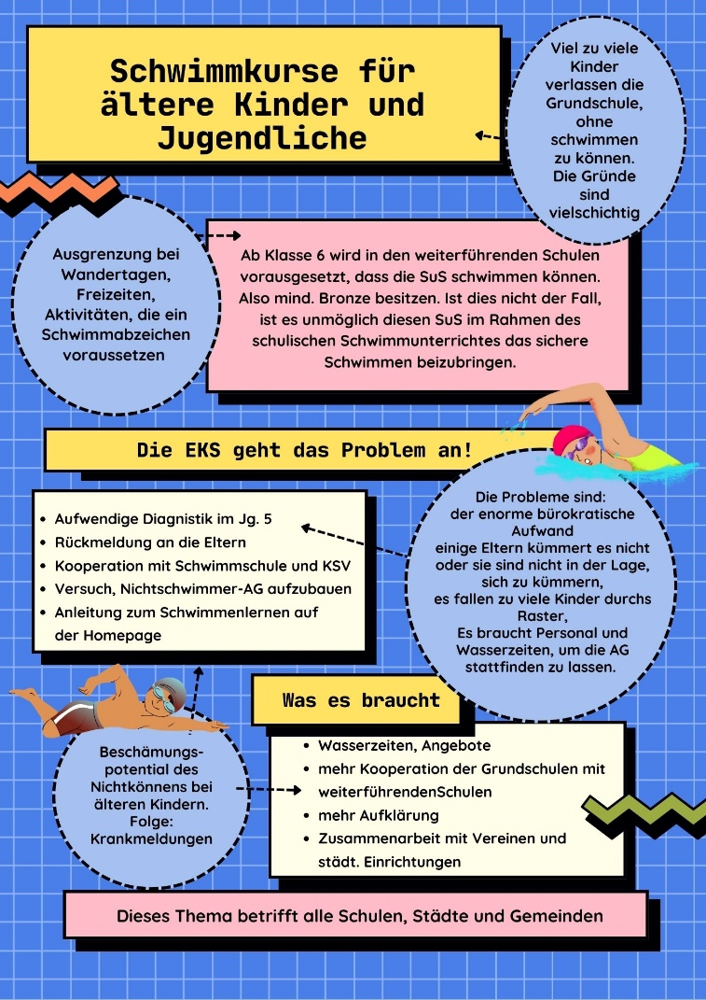 Schwimmkurse für
ältere Kinder und
Jugendliche
Viel zu viele
Kinder
verlassen die
Grundschule,
ohne
schwimmen
zu können.
Die Gründe
sind
vielschichtig
Ausgrenzung bei
Wandertagen,
Freizeiten,
Aktivitäten, die ein
Schwimmabzeichen
voraussetzen
Ab Klasse 6 wird in den weiterführenden Schulen
vorausgesetzt, dass die SuS schwimmen können.
Also mind. Bronze besitzen. Ist dies nicht der Fall,
ist es unmöglich diesen SuS im Rahmen des
schulischen Schwimmunterrichtes das sichere
Schwimmen beizubringen.
Die EKS geht das Problem an!
• Aufwendige Diagnostik im Jg. 5
• Rückmeldung an die Eltern
• Kooperation mit Schwimmschule und KSV
• Versuch, Nichtschwimmer-AG aufzubauen
• Anleitung zum Schwimmenlernen auf
der Homepage
Die Probleme sind:
der enorme bürokratische
Aufwand
einige Eltern kümmert es nicht
oder sie sind nicht in der Lage,
sich zu kümmern,
es fallen zu viele Kinder durchs
Raster,
Es braucht Personal und
Wasserzeiten, um die AG
stattfinden zu lassen.
Was es braucht
• Wasserzeiten, Angebote
• mehr Kooperation der Grundschulen mit
weiterführendenSchulen
• mehr Aufklärung
• Zusammenarbeit mit Vereinen und
städt. Einrichtungen
Beschämungs-
potential des
Nichtkönnens bei
älteren Kindern.
Folge:
Krankmeldungen
Dieses Thema betrifft alle Schulen, Städte und Gemeinden